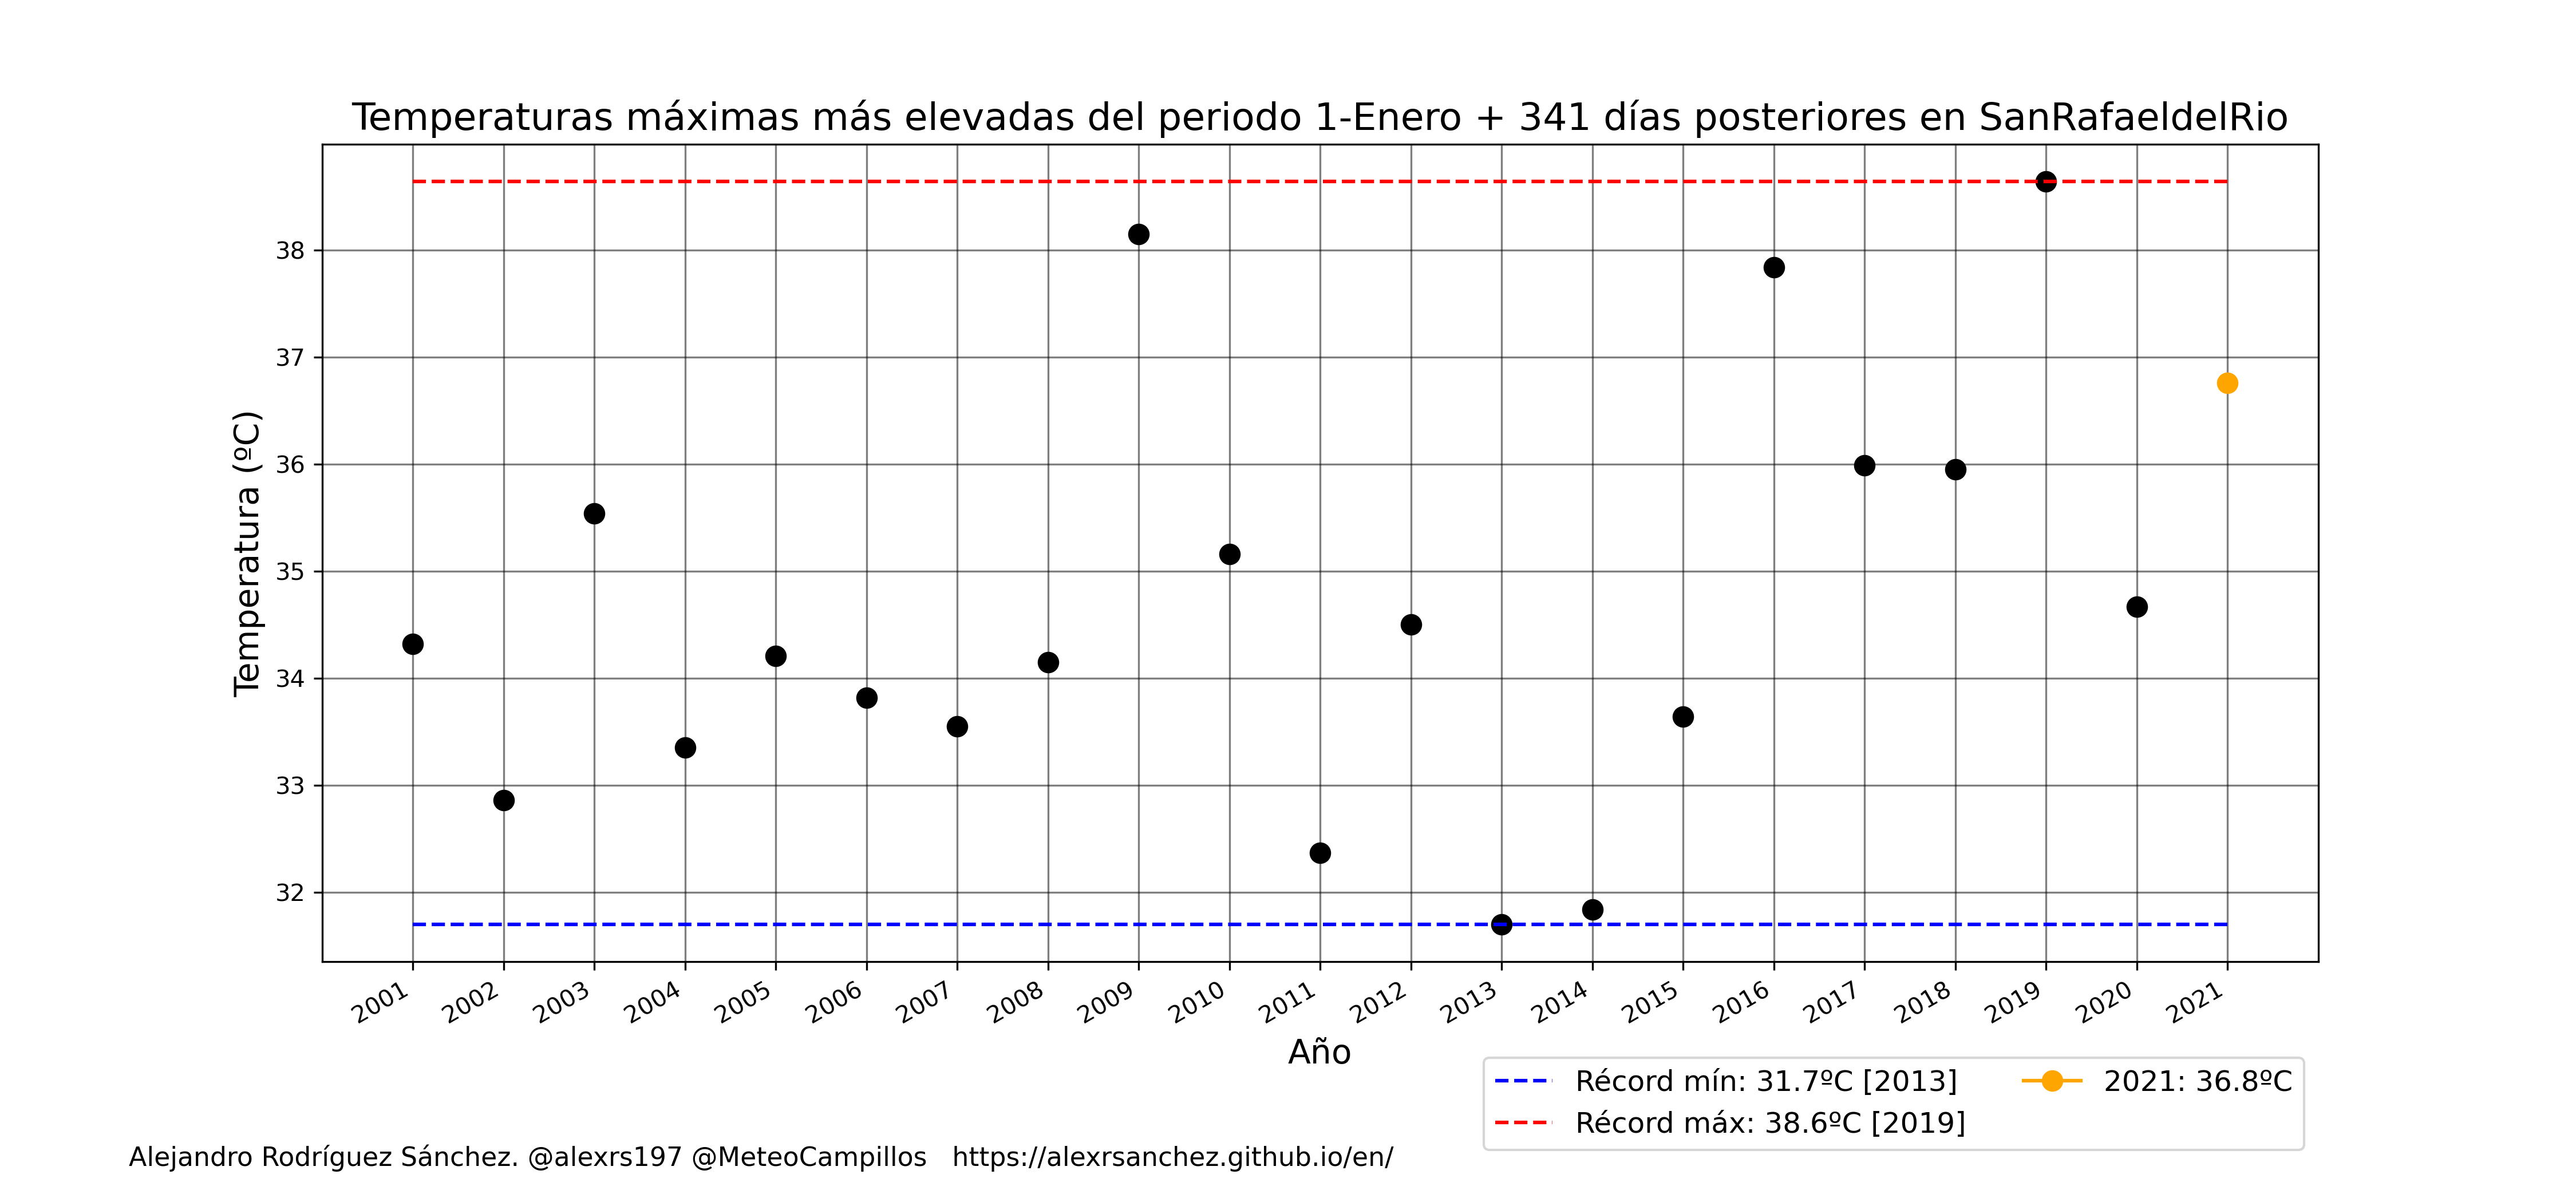 Temperaturas máximas más elevadas del periodo 1-Enero + 341 días posteriores en SanRafaeldelRio
Temperatura (ºC)
38
37
36
35
34
33
32
2001 2002 2003 2004 2005 2006 2007 2008 2009 2010 2011 2012 2013 2014 2015 2016 2017 2018 2019 2020 2021
Año
Récord mín: 31.7ºC [2013]
Récord máx: 38.6ºC [2019]
2021: 36.8ºC
Alejandro Rodríguez Sánchez. @alexrs197 @MeteoCampillos https://alexrsanchez.github.io/en/